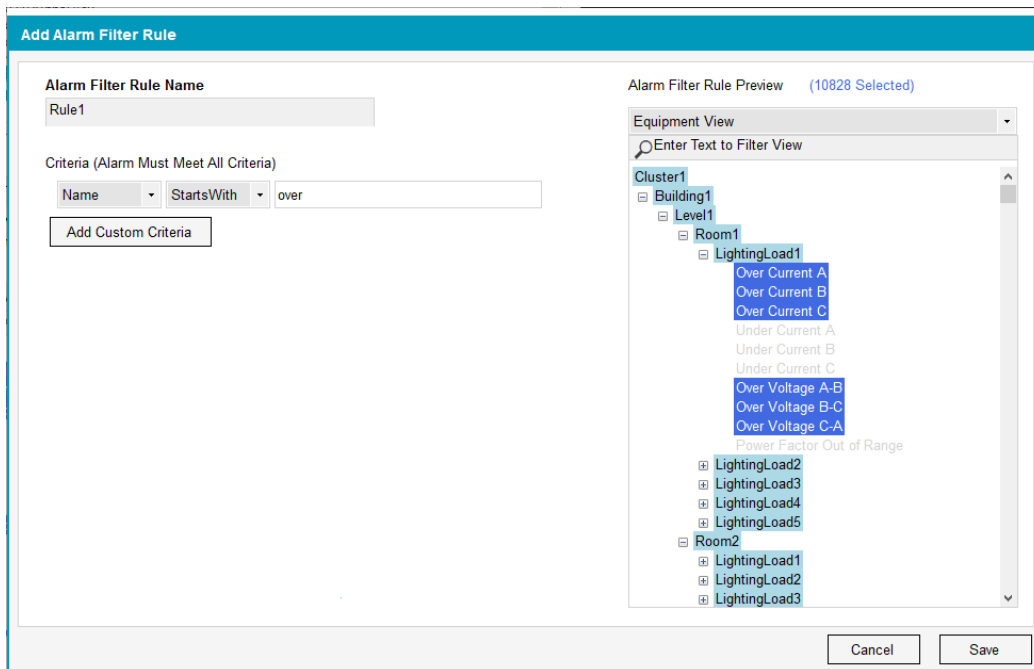 Add Alarm Filter Rule
Alarm Filter Rule Name
Rule1
Criteria (Alarm Must Meet All Criteria)
Name StartsWith over
Add Custom Criteria
Alarm Filter Rule Preview (10828 Selected)
Equipment View
Enter Text to Filter View
Cluster1
Building1
Level1
Room1
LightingLoad1
Over Current A
Over Current B
Over Current C
Under Current A
Under Current B
Under Current C
Over Voltage A-B
Over Voltage B-C
Over Voltage C-A
Power Factor Out of Range
LightingLoad2
LightingLoad3
LightingLoad4
LightingLoad5
Room2
LightingLoad1
LightingLoad2
LightingLoad3
Cancel Save